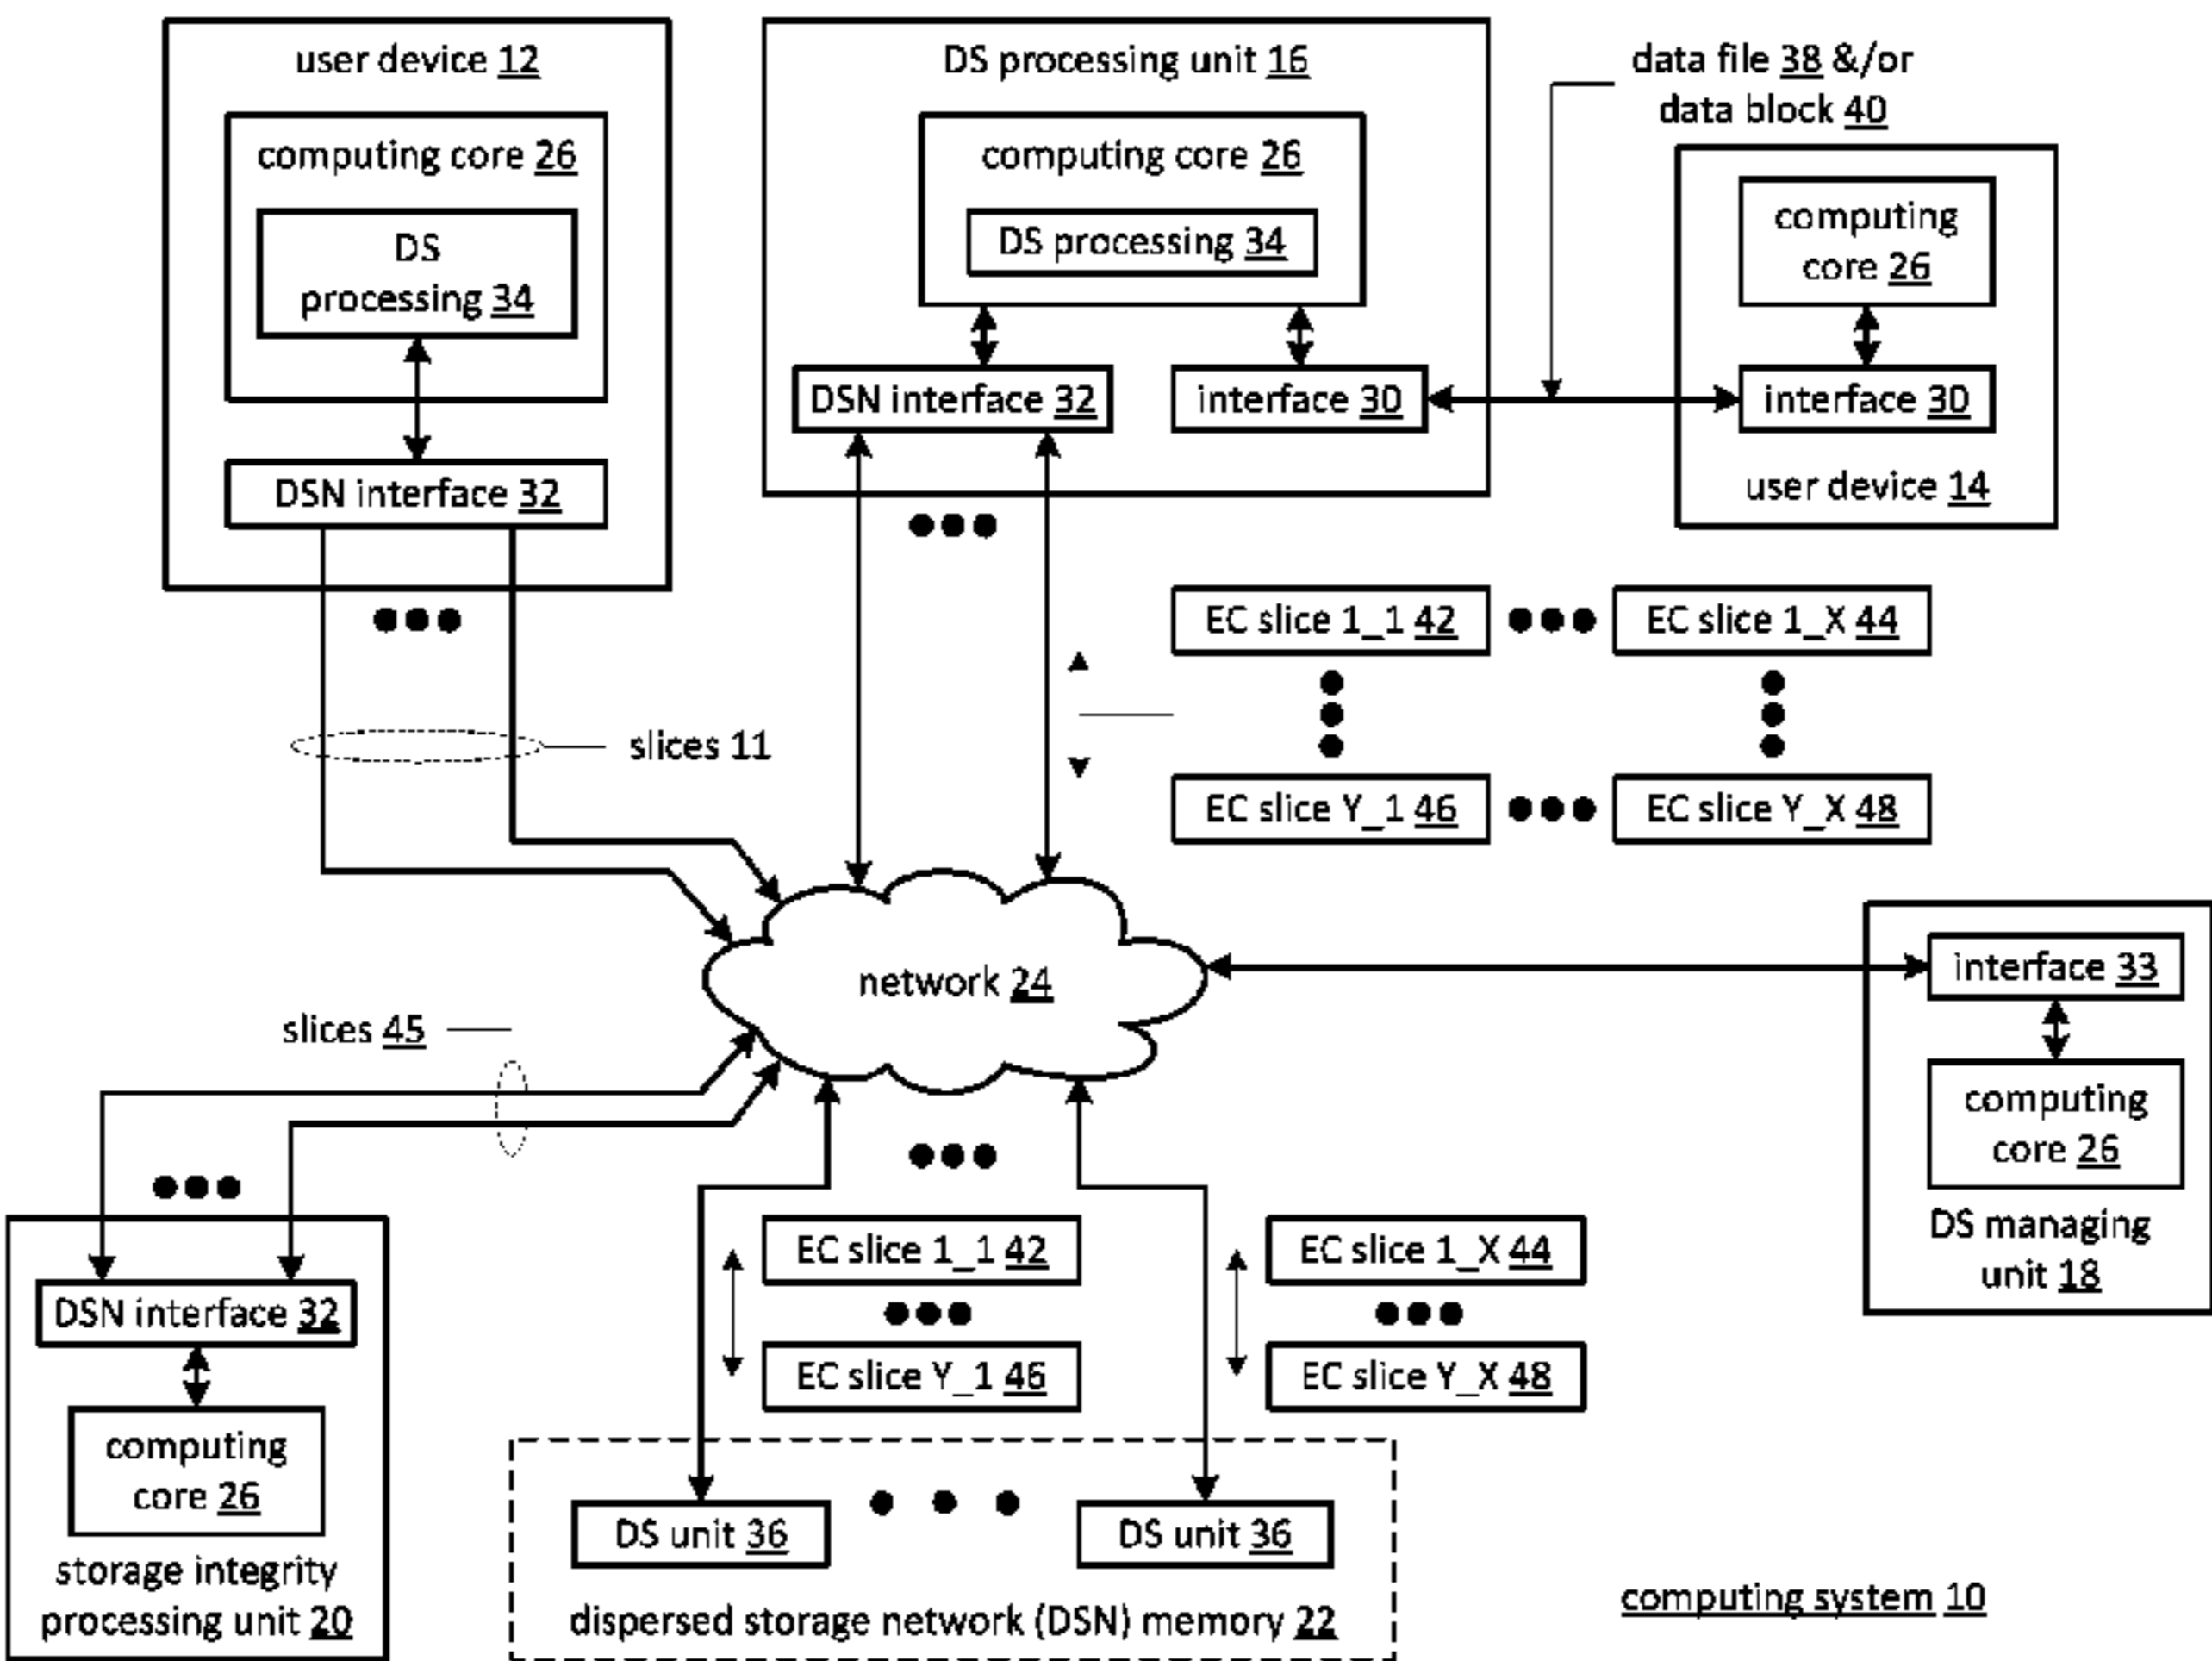 user device 12
computing core 26
DS
processing 34
DSN interface 32
DS processing unit 16
computing core 26
DS processing 34
DSN interface 32
interface 30
data file 38 &/or
data block 40
computing
core 26
interface 30
user device 14
slices 11
EC slice 1_1 42
EC slice 1_X 44
EC slice Y_1 46
EC slice Y_X 48
network 24
interface 33
computing
core 26
DS managing
unit 18
slices 45
DSN interface 32
computing
core 26
storage integrity
processing unit 20
EC slice 1_1 42
EC slice Y_1 46
EC slice 1_X 44
EC slice Y_X 48
DS unit 36
DS unit 36
dispersed storage network (DSN) memory 22
computing system 10